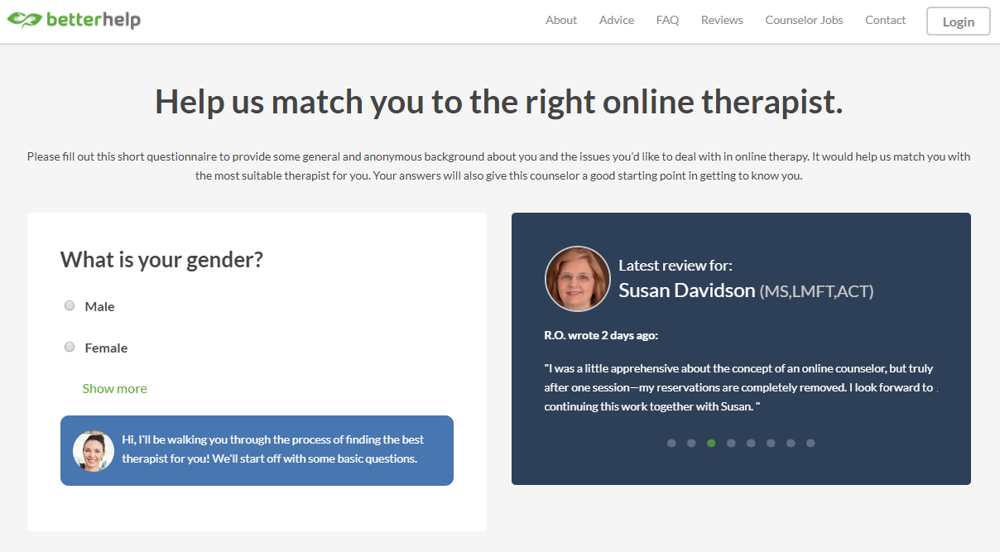 betterhelp
About Advice FAQ Reviews Counselor Jobs Contact Login
Help us match you to the right online therapist.
Please fill out this short questionnaire to provide some general and anonymous background about you and the issues you'd like to deal with in online therapy. It would help us match you with
the most suitable therapist for you. Your answers will also give this counselor a good starting point in getting to know you.
What is your gender?
Male
Female
Show more
Hi, I'll be walking you through the process of finding the best
therapist for you! We'll start off with some basic questions.
Latest review for:
Susan Davidson (MS,LMFT,ACT)
R.O. wrote 2 days ago:
"I was a little apprehensive about the concept of an online counselor, but truly
after one session—my reservations are completely removed. I look forward to
continuing this work together with Susan. "